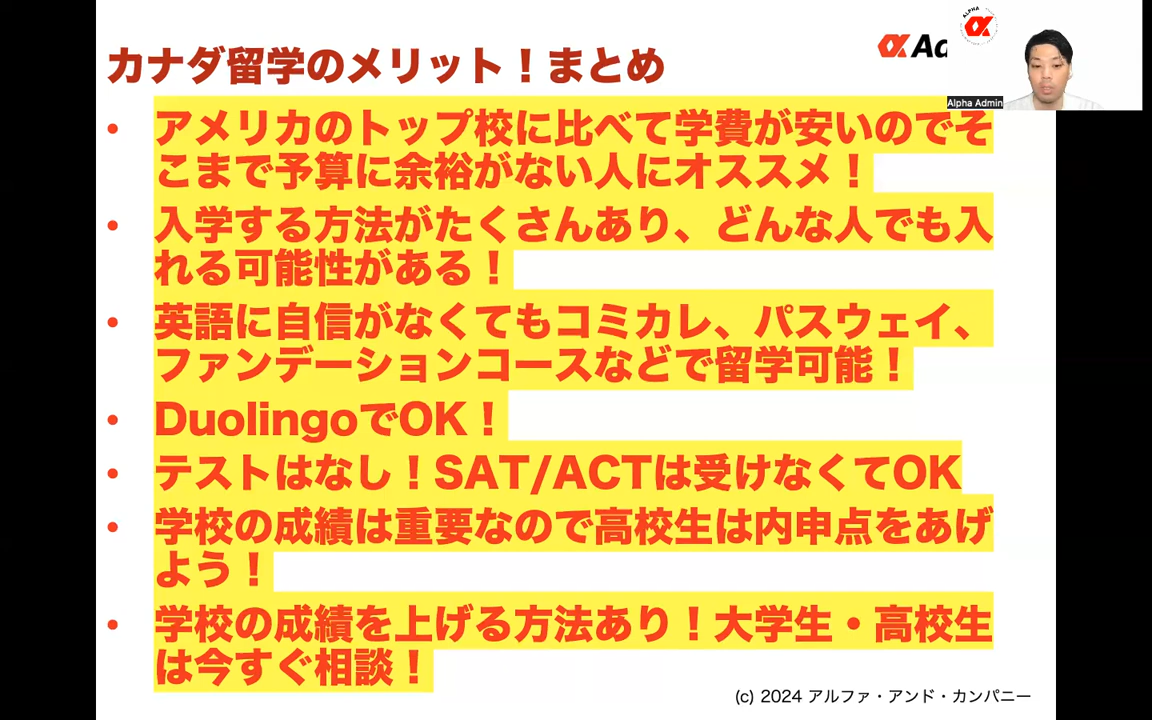 カナダ留学のメリット！まとめ
ALPHA
Alpha Admin
• アメリカのトップ校に比べて学費が安いのでそ
こまで予算に余裕がない人にオススメ！
• 入学する方法がたくさんあり、どんな人でも入
れる可能性がある！
• 英語に自信がなくてもコミカレ、パスウェイ、
ファンデーションコースなどで留学可能！
• DuolingoでOK！
• テストはなし！SAT/ACTは受けなくてOK
• 学校の成績は重要なので高校生は内申点をあげ
よう！
• 学校の成績を上げる方法あり！大学生・高校生
は今すぐ相談！
(c) 2024 アルファ・アンド・カンパニー